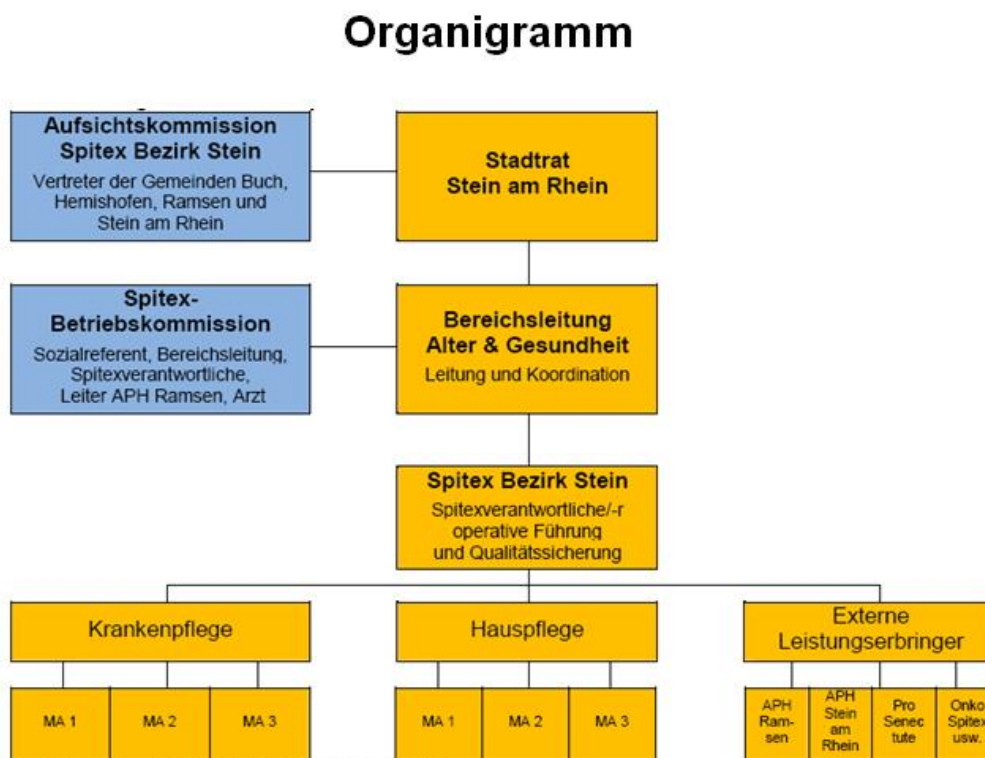 Organigramm
Aufsichtskommission
Spitex Bezirk Stein
Vertreter der Gemeinden Buch,
Hemishofen, Ramsen und
Stein am Rhein
Stadtrat
Stein am Rhein
Spitex-
Betriebskommission
Sozialreferent, Bereichsleitung,
Spitexverantwortliche,
Leiter APH Ramsen, Arzt
Bereichsleitung
Alter & Gesundheit
Leitung und Koordination
Spitex Bezirk Stein
Spitexverantwortliche/-r
operative Führung
und Qualitätssicherung
Krankenpflege
Hauspflege
Externe
Leistungserbringer
MA 1
MA 2
MA 3
MA 1
MA 2
MA 3
APH
Ram-
sen
APH
Stein
am
Rhein
Pro
Senec
tute
Onko
Spitex
usw.